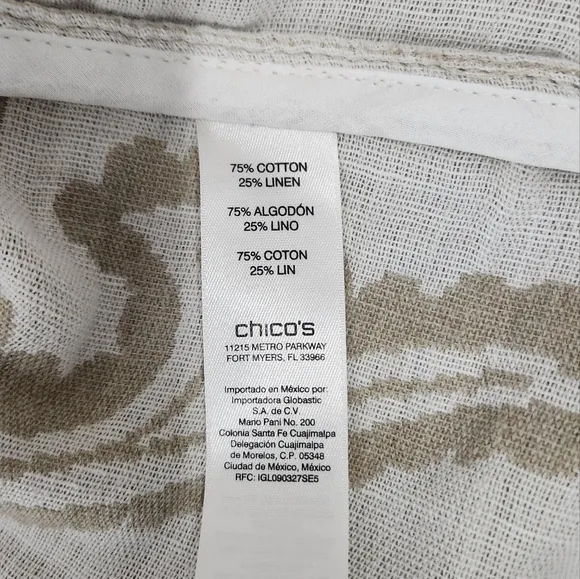 75% COTTON
25% LINEN
75% ALGODÓN
25% LINO
75% COTON
25% LIN
chico's
11215 METRO PARKWAY
FORT MYERS, FL 33966
Importado en México por:
Importadora Globastic
S.A. de C.V
Mario Pani No. 200
Colonia Santa Fe Cuajimalpa
Delegación Cuajimalpa
de Morelos, C.P. 05348
Ciudad de México, México
RFC: IGL090327SE5